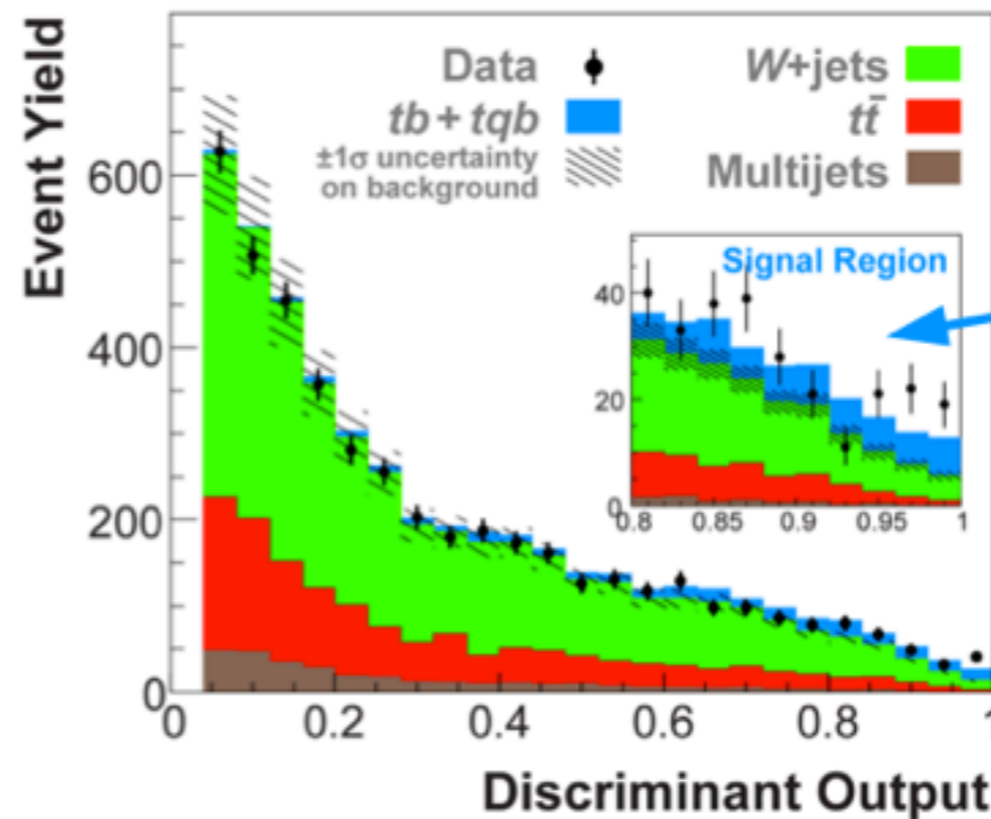 Event Yield
600
400
200
0
Data
tb + tqb
±1σ uncertainty
on background
W+jets
tt̄
Multijets
Signal Region
40
20
0
0.8 0.85 0.9 0.95 1
0 0.2 0.4 0.6 0.8 1
Discriminant Output